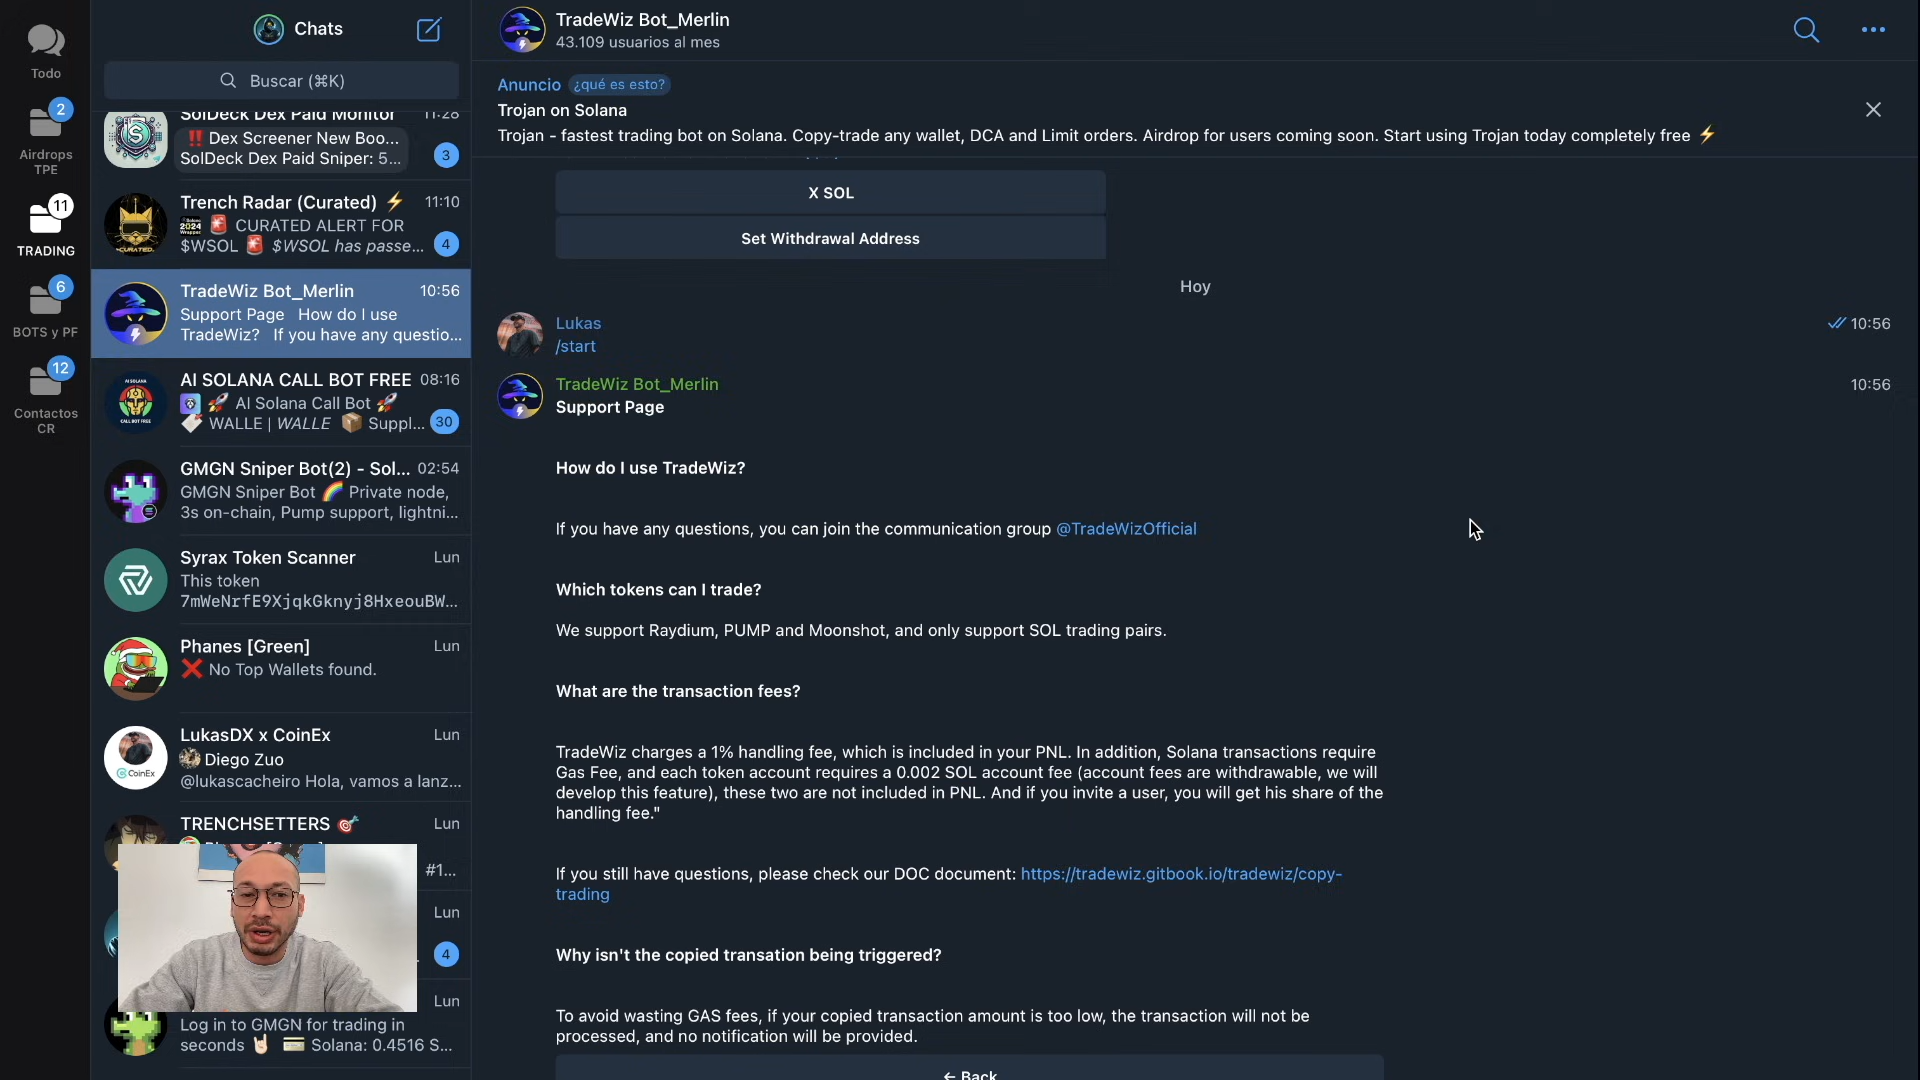 Todo
2
Airdrops
TPE
11
TRADING
6
BOTS y PF
12
Contactos
CR
Chats
Buscar (⌘K)
SolDeck Dex Paid Monitor 11:28
‼️ Dex Screener New Boo...
SolDeck Dex Paid Sniper: 5...
3
Trench Radar (Curated) ⚡ 11:10
🚨 CURATED ALERT FOR
$WSOL 🚨 $WSOL has passe...
4
TradeWiz Bot_Merlin 10:56
Support Page How do I use
TradeWiz? If you have any questio...
AI SOLANA CALL BOT FREE 08:16
🚀 AI Solana Call Bot 🚀
WALLE | WALLE 📦 Suppl...
30
GMGN Sniper Bot(2) - Sol... 02:54
GMGN Sniper Bot 🌈 Private node,
3s on-chain, Pump support, lightni...
Syrax Token Scanner Lun
This token
7mWeNrfE9XjqkGknyj8HxeouBW...
Phanes [Green] Lun
❌ No Top Wallets found.
LukasDX x CoinEx Lun
Diego Zuo
@lukascacheiro Hola, vamos a lanz...
CoinEx
TRENCHSETTERS 🎯 Lun
#1...
Lun
4
Lun
Log in to GMGN for trading in
seconds 🤘🏻 💳 Solana: 0.4516 S...
TradeWiz Bot_Merlin
43.109 usuarios al mes
Anuncio ¿qué es esto?
Trojan on Solana
Trojan - fastest trading bot on Solana. Copy-trade any wallet, DCA and Limit orders. Airdrop for users coming soon. Start using Trojan today completely free ⚡
X SOL
Set Withdrawal Address
Hoy
Lukas 10:56
/start
TradeWiz Bot_Merlin 10:56
Support Page
How do I use TradeWiz?
If you have any questions, you can join the communication group @TradeWizOfficial
Which tokens can I trade?
We support Raydium, PUMP and Moonshot, and only support SOL trading pairs.
What are the transaction fees?
TradeWiz charges a 1% handling fee, which is included in your PNL. In addition, Solana transactions require
Gas Fee, and each token account requires a 0.002 SOL account fee (account fees are withdrawable, we will
develop this feature), these two are not included in PNL. And if you invite a user, you will get his share of the
handling fee."
If you still have questions, please check our DOC document: https://tradewiz.gitbook.io/tradewiz/copy-
trading
Why isn't the copied transation being triggered?
To avoid wasting GAS fees, if your copied transaction amount is too low, the transaction will not be
processed, and no notification will be provided.
← Back